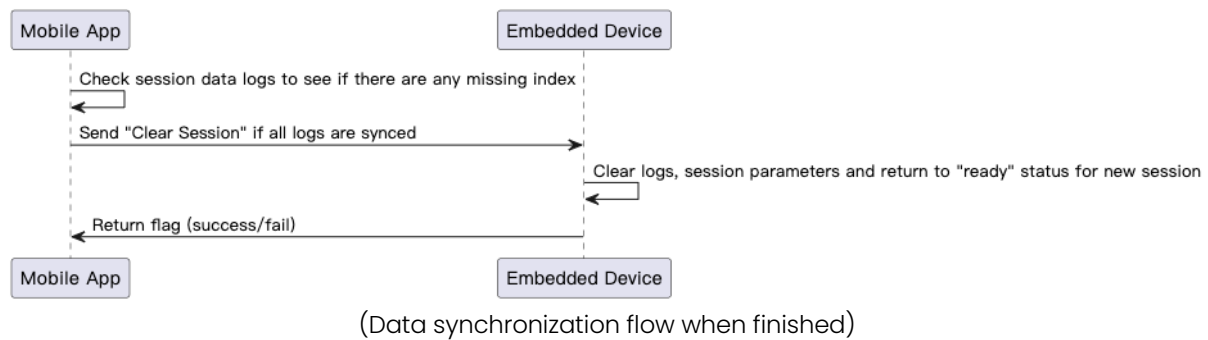 Mobile App
Embedded Device
Check session data logs to see if there are any missing index
Send "Clear Session" if all logs are synced
Clear logs, session parameters and return to "ready" status for new session
Return flag (success/fail)
Mobile App
Embedded Device
(Data synchronization flow when finished)